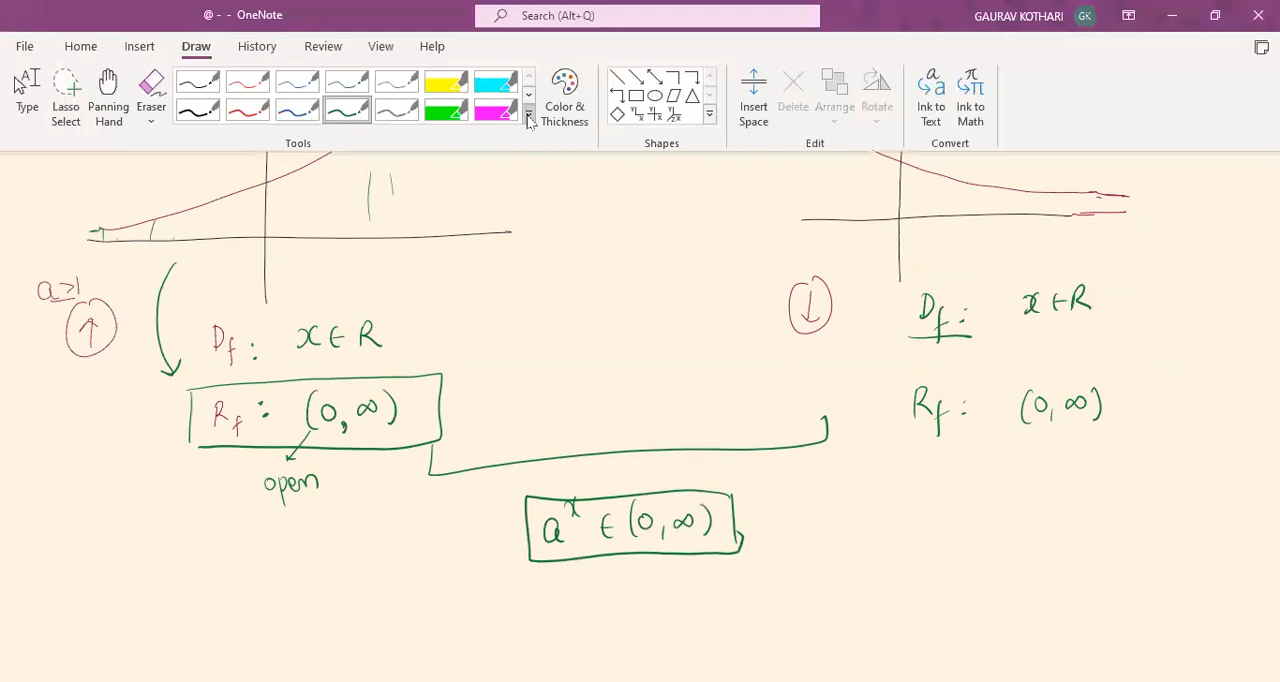 @ - - OneNote
Search (Alt+Q)
GAURAV KOTHARI
GK
File Home Insert Draw History Review View Help
Type
Lasso Select
Panning Hand
Eraser
Color & Thickness
Insert Space
Delete
Arrange
Rotate
Ink to Text
Ink to Math
Tools
Shapes
Edit
Convert
a>1
↑
Df : x ∈ R
Rf : (0, ∞)
open
↓
Df : x ∈ R
Rf : (0, ∞)
a^x ∈ (0, ∞)